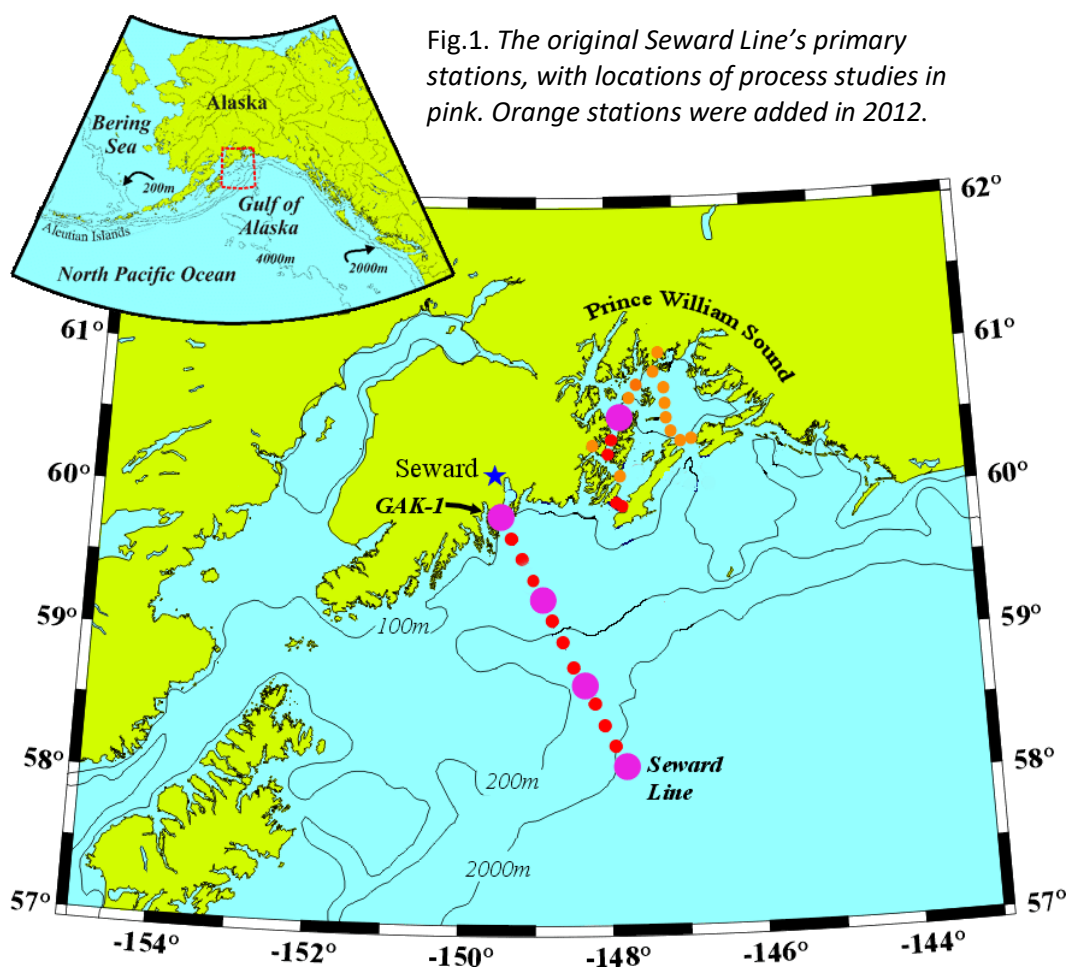 Fig.1. The original Seward Line’s primary
stations, with locations of process studies in
pink. Orange stations were added in 2012.
Alaska
Bering
Sea
200m
Gulf of
Alaska
Aleutian Islands
4000m
2000m
North Pacific Ocean
62°
61°
61°
Prince William Sound
60°
60°
Seward
GAK-1
59°
59°
100m
58°
58°
200m
Seward
Line
2000m
57°
57°
-154°
-152°
-150°
-148°
-146°
-144°